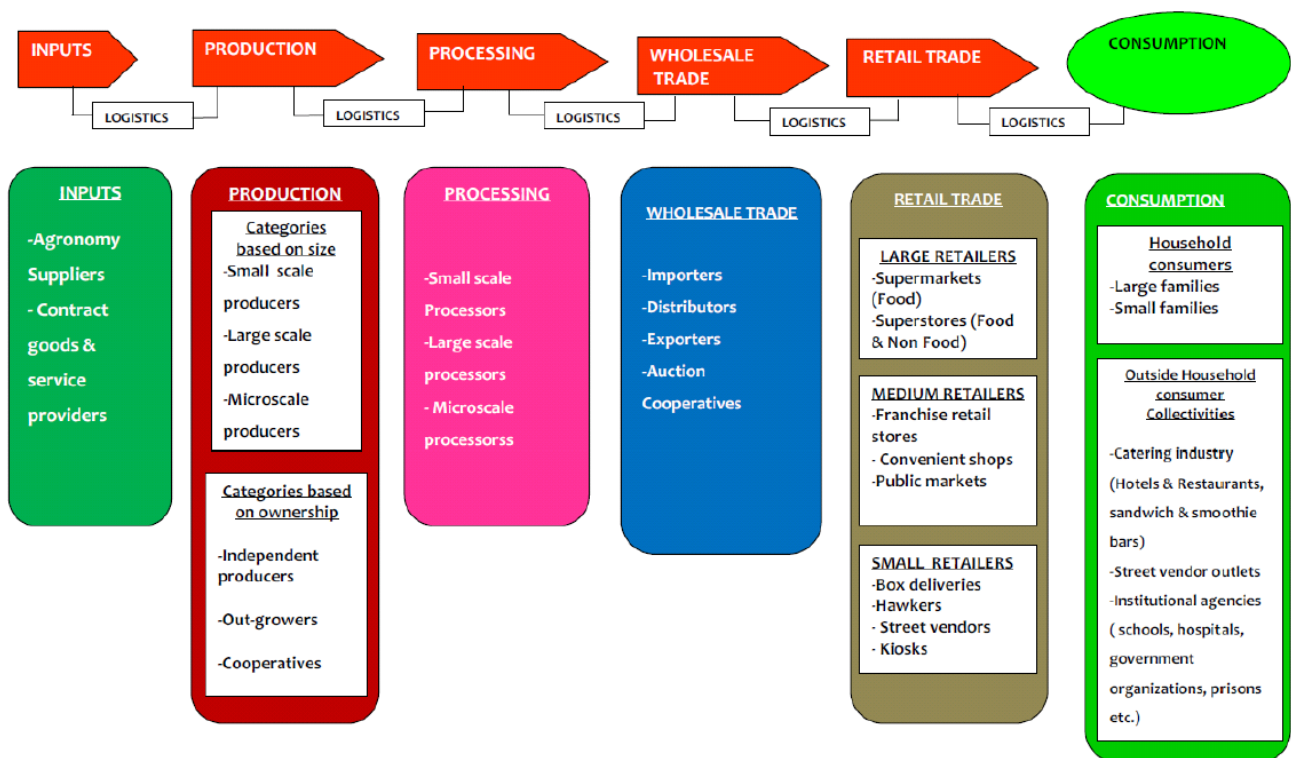 INPUTS
PRODUCTION
PROCESSING
WHOLESALE
TRADE
RETAIL TRADE
CONSUMPTION
LOGISTICS
LOGISTICS
LOGISTICS
LOGISTICS
LOGISTICS
INPUTS
-Agronomy
Suppliers
- Contract
goods &
service
providers
PRODUCTION
Categories
based on size
-Small scale
producers
-Large scale
producers
-Microscale
producers
Categories based
on ownership
-Independent
producers
-Out-growers
-Cooperatives
PROCESSING
-Small scale
Processors
-Large scale
processors
- Microscale
processorss
WHOLESALE TRADE
-Importers
-Distributors
-Exporters
-Auction
Cooperatives
RETAIL TRADE
LARGE RETAILERS
-Supermarkets
(Food)
-Superstores (Food
& Non Food)
MEDIUM RETAILERS
-Franchise retail
stores
- Convenient shops
-Public markets
SMALL RETAILERS
-Box deliveries
-Hawkers
- Street vendors
- Kiosks
CONSUMPTION
Household
consumers
-Large families
-Small families
Outside Household
consumer
Collectivities
-Catering industry
(Hotels & Restaurants,
sandwich & smoothie
bars)
-Street vendor outlets
-Institutional agencies
( schools, hospitals,
government
organizations, prisons
etc.)